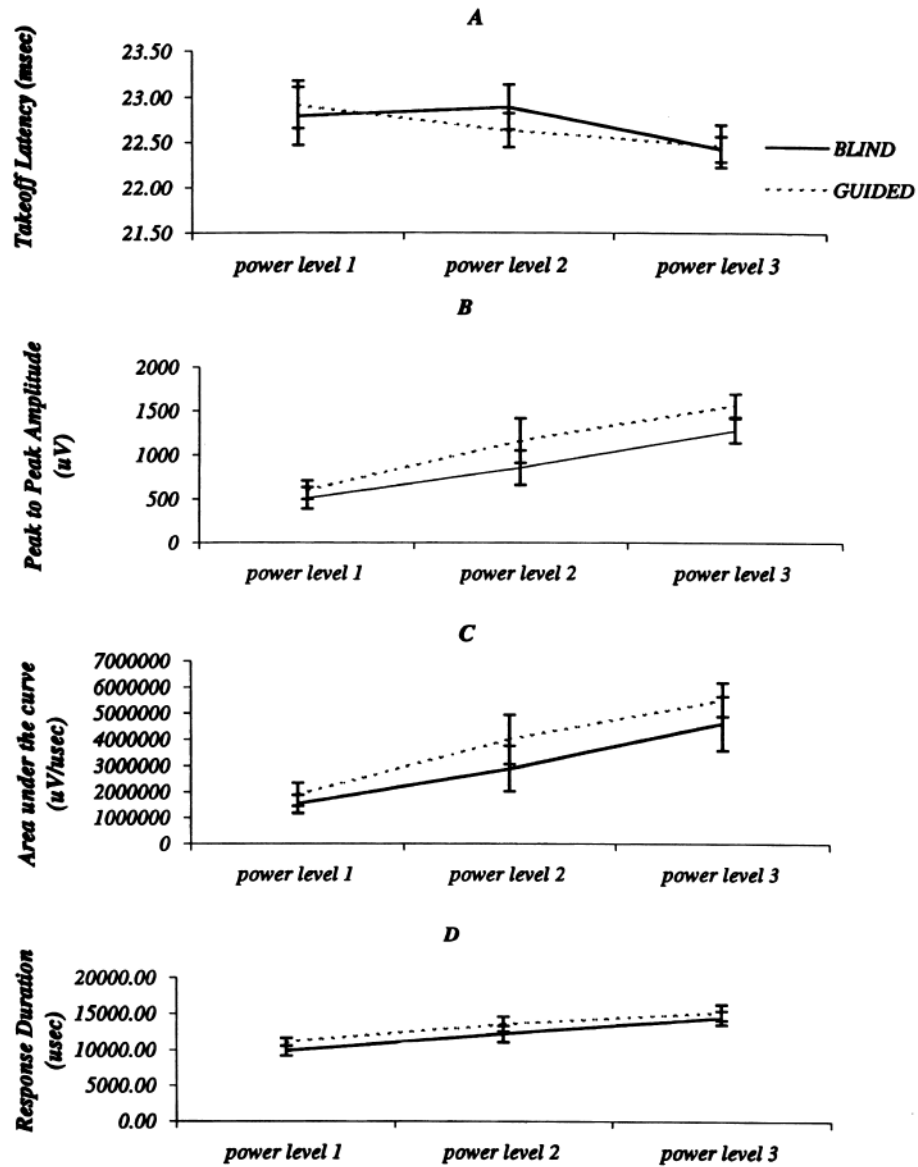 A
Takeoff Latency (msec)
23.50
23.00
22.50
22.00
21.50
power level 1
power level 2
power level 3
BLIND
GUIDED
B
Peak to Peak Amplitude
(uV)
2000
1500
1000
500
0
power level 1
power level 2
power level 3
C
Area under the curve
(uV/usec)
7000000
6000000
5000000
4000000
3000000
2000000
1000000
0
power level 1
power level 2
power level 3
D
Response Duration
(usec)
20000.00
15000.00
10000.00
5000.00
0.00
power level 1
power level 2
power level 3